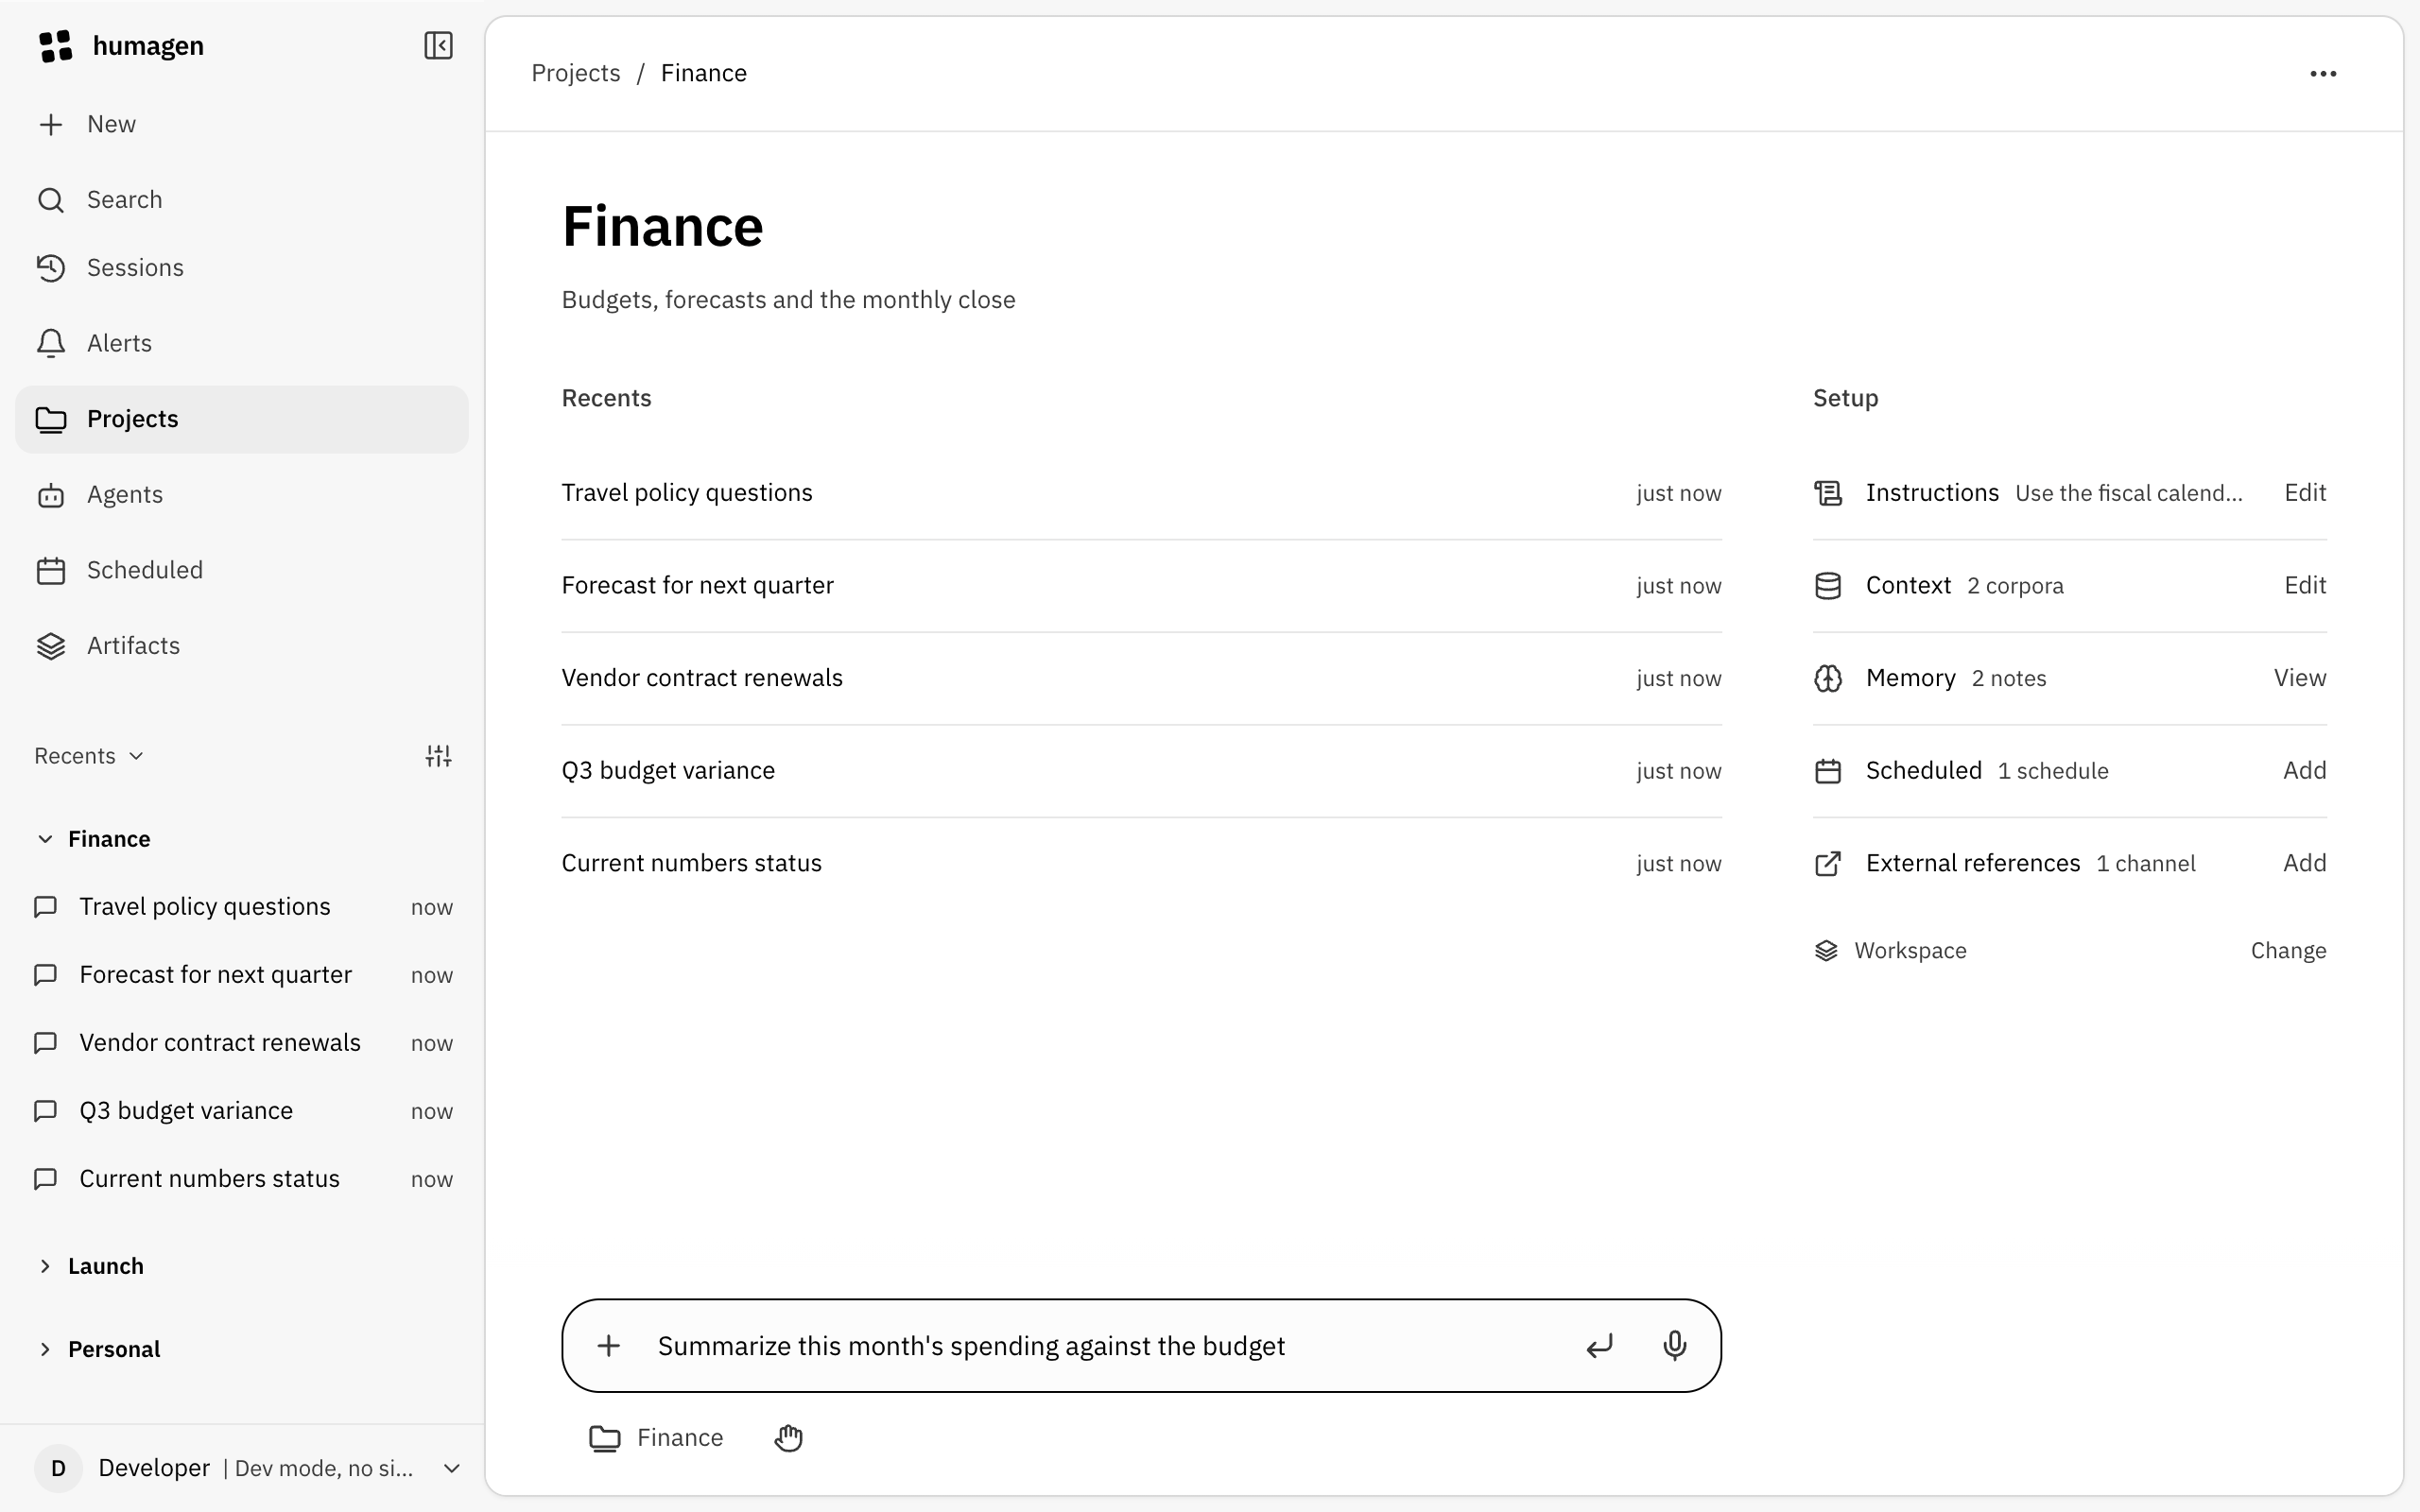 humagen
New
Search
Sessions
Alerts
Projects
Agents
Scheduled
Artifacts
Recents
Finance
Travel policy questions now
Forecast for next quarter now
Vendor contract renewals now
Q3 budget variance now
Current numbers status now
Launch
Personal
D Developer | Dev mode, no si...
Projects / Finance
Finance
Budgets, forecasts and the monthly close
Recents
Travel policy questions just now
Forecast for next quarter just now
Vendor contract renewals just now
Q3 budget variance just now
Current numbers status just now
Setup
Instructions Use the fiscal calend... Edit
Context 2 corpora Edit
Memory 2 notes View
Scheduled 1 schedule Add
External references 1 channel Add
Workspace Change
Summarize this month's spending against the budget
Finance